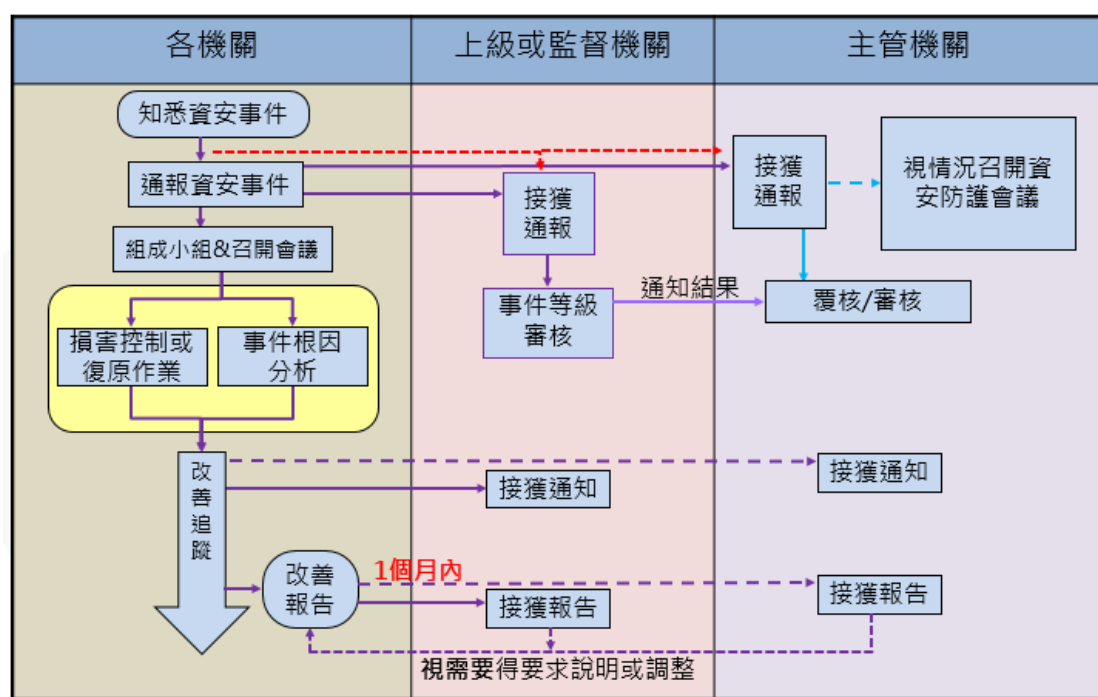 各機關
上級或監督機關
主管機關
知悉資安事件
通報資安事件
接獲
通報
接獲
通報
視情況召開資
安防護會議
組成小組&召開會議
通知結果
事件等級
審核
覆核/審核
損害控制或
復原作業
事件根因
分析
改
善
追
蹤
接獲通知
接獲通知
改善
報告
1個月內
接獲報告
接獲報告
視需要得要求說明或調整